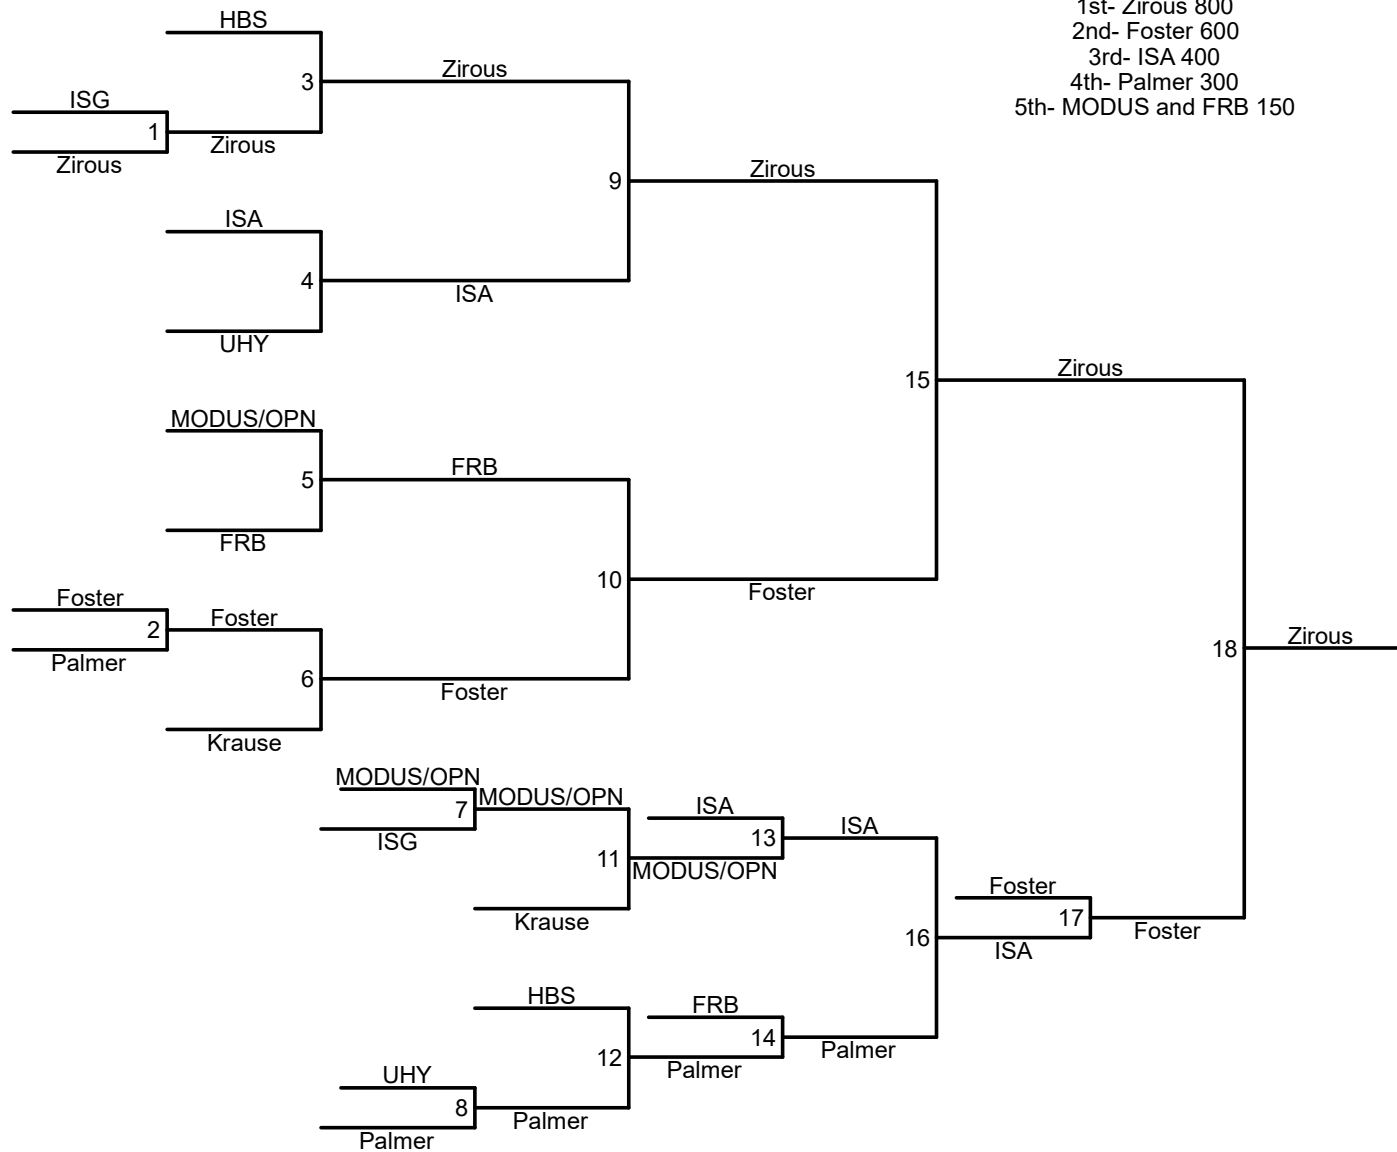 1st- Zirous 800
2nd- Foster 600
3rd- ISA 400
4th- Palmer 300
5th- MODUS and FRB 150
HBS
3
Zirous
ISG
1
Zirous
Zirous
9
Zirous
ISA
4
ISA
UHY
15
Zirous
MODUS/OPN
5
FRB
FRB
10
Foster
Foster
2
Foster
Palmer
6
Foster
Krause
18
Zirous
MODUS/OPN
7
MODUS/OPN
ISG
11
MODUS/OPN
Krause
ISA
13
ISA
16
ISA
Foster
17
Foster
HBS
12
Palmer
FRB
14
Palmer
UHY
8
Palmer
Palmer